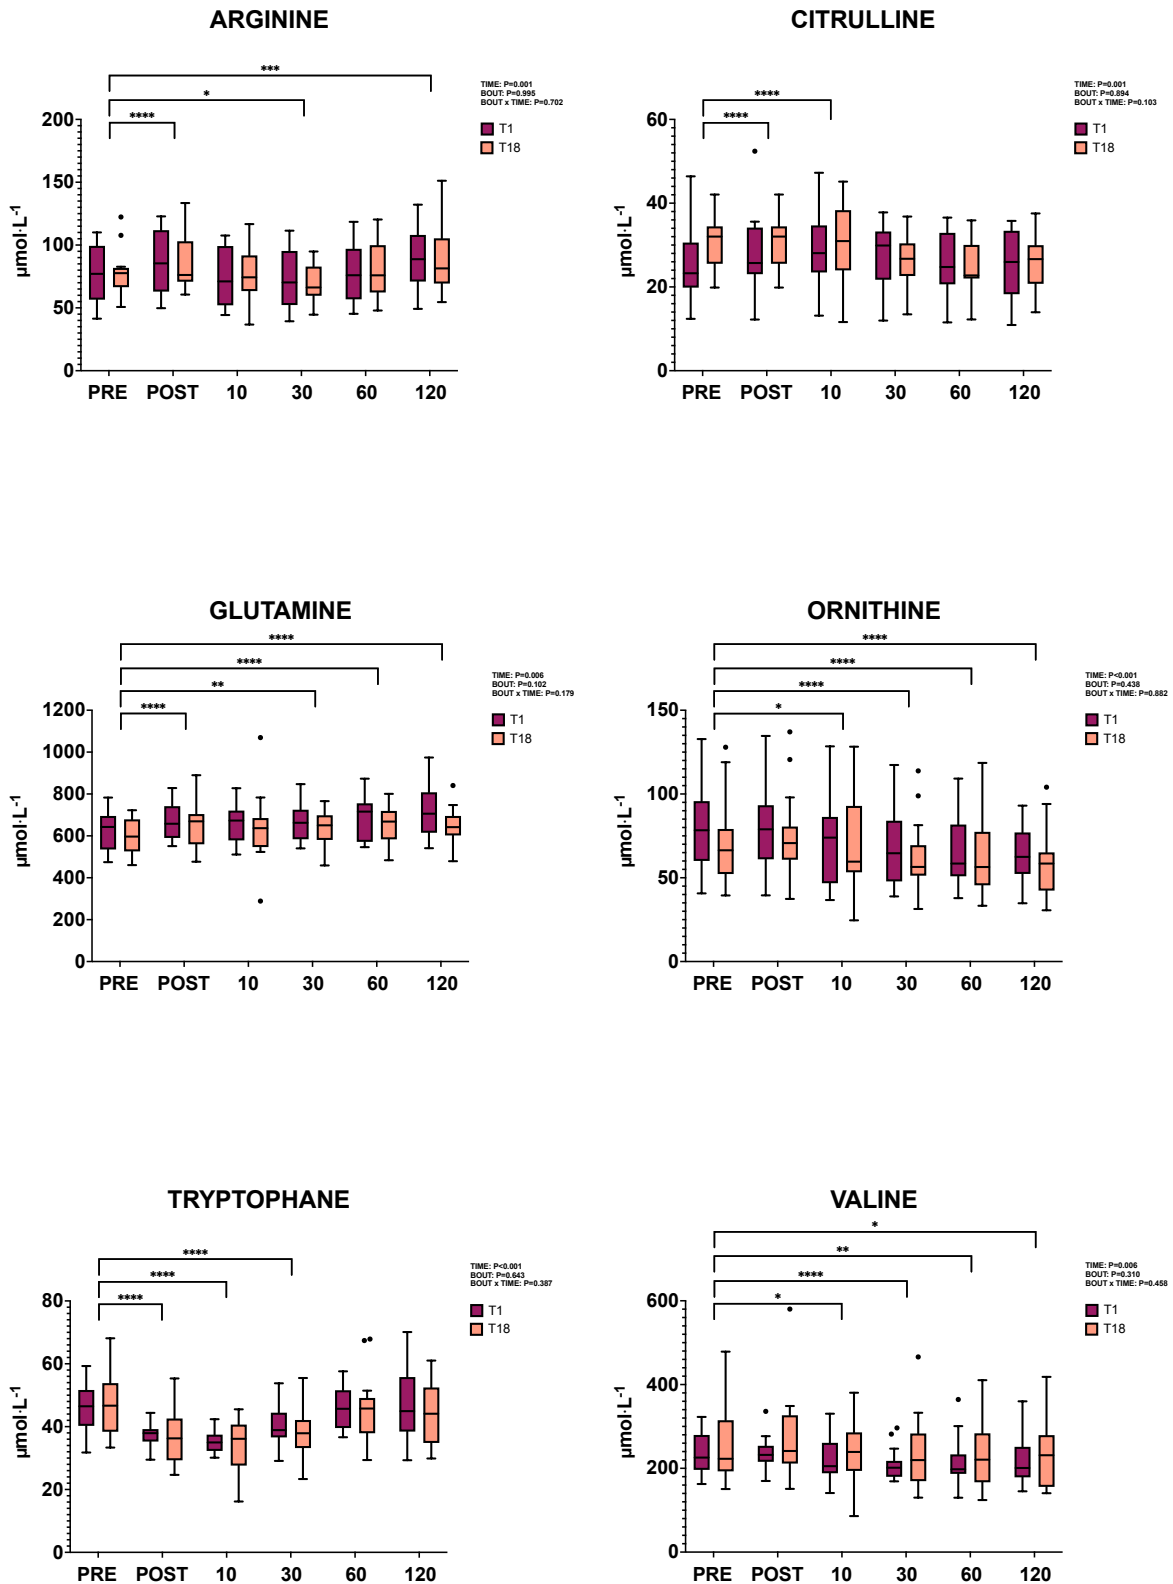 ARGININE
***
*
****
TIME: P=0.001
BOUT: P=0.995
BOUT x TIME: P=0.702
T1
T18
µmol·L-1
200
150
100
50
0
PRE POST 10 30 60 120
CITRULLINE
****
****
TIME: P=0.001
BOUT: P=0.894
BOUT x TIME: P=0.103
T1
T18
µmol·L-1
60
40
20
0
PRE POST 10 30 60 120
GLUTAMINE
****
****
**
****
TIME: P=0.006
BOUT: P=0.102
BOUT x TIME: P=0.179
T1
T18
µmol·L-1
1200
1000
800
600
400
200
0
PRE POST 10 30 60 120
ORNITHINE
****
****
****
*
TIME: P<0.001
BOUT: P=0.438
BOUT x TIME: P=0.882
T1
T18
µmol·L-1
150
100
50
0
PRE POST 10 30 60 120
TRYPTOPHANE
****
****
****
TIME: P<0.001
BOUT: P=0.643
BOUT x TIME: P=0.387
T1
T18
µmol·L-1
80
60
40
20
0
PRE POST 10 30 60 120
VALINE
*
**
****
*
TIME: P=0.006
BOUT: P=0.310
BOUT x TIME: P=0.458
T1
T18
µmol·L-1
600
400
200
0
PRE POST 10 30 60 120